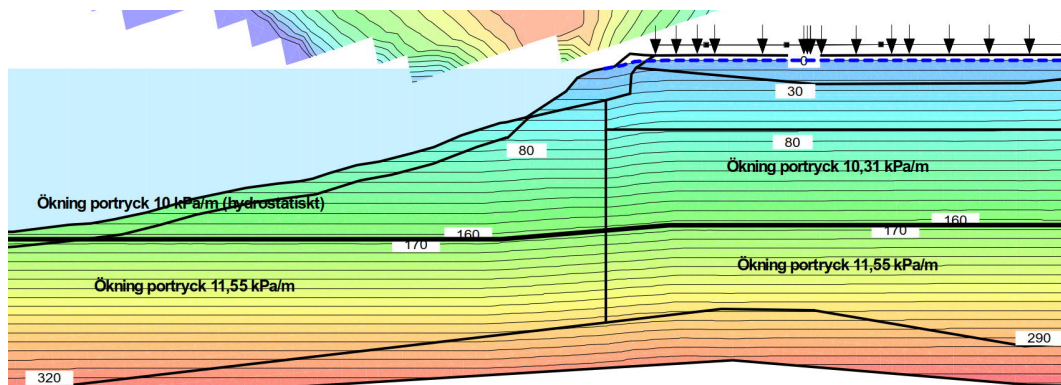 0
30
80
80
Ökning portryck 10,31 kPa/m
Ökning portryck 10 kPa/m (hydrostatiskt)
160
160
170
170
Ökning portryck 11,55 kPa/m
Ökning portryck 11,55 kPa/m
290
320